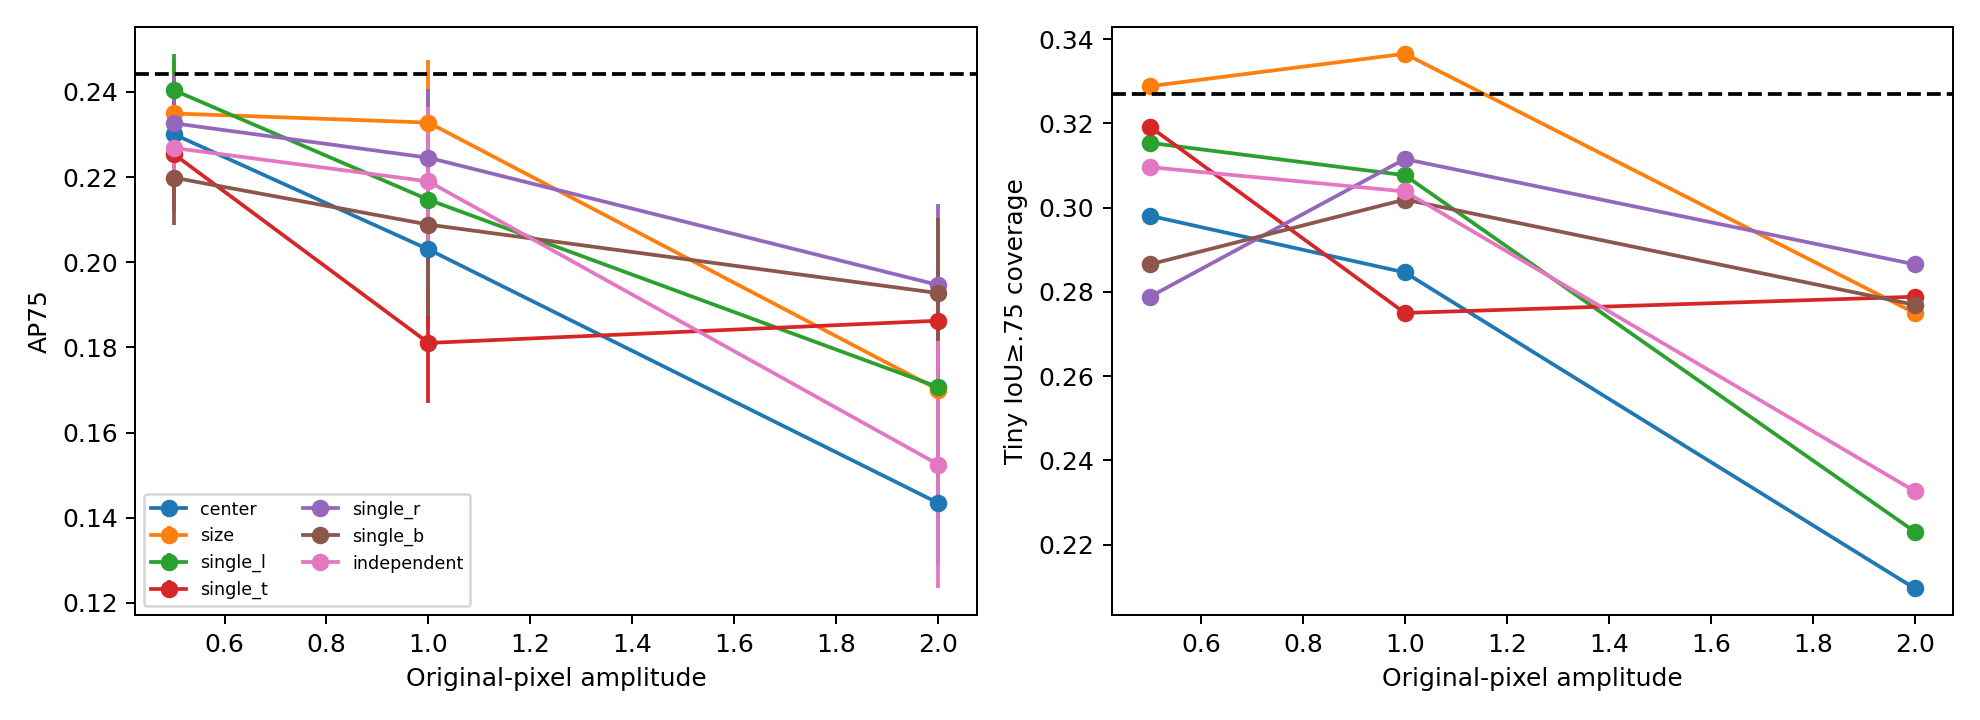 0.24
0.22
0.20
0.18
0.16
0.14
0.12
AP75
0.6 0.8 1.0 1.2 1.4 1.6 1.8 2.0
Original-pixel amplitude
center
size
single_l
single_t
single_r
single_b
independent
0.34
0.32
0.30
0.28
0.26
0.24
0.22
Tiny IoU≥.75 coverage
0.6 0.8 1.0 1.2 1.4 1.6 1.8 2.0
Original-pixel amplitude